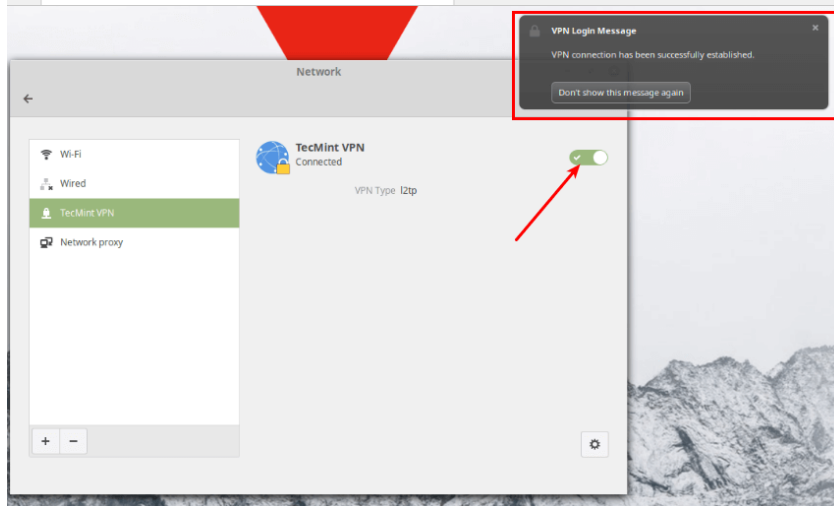 VPN Login Message
VPN connection has been successfully established.
Don't show this message again
Network
Wi-Fi
Wired
TecMint VPN
Network proxy
TecMint VPN
Connected
VPN Type l2tp